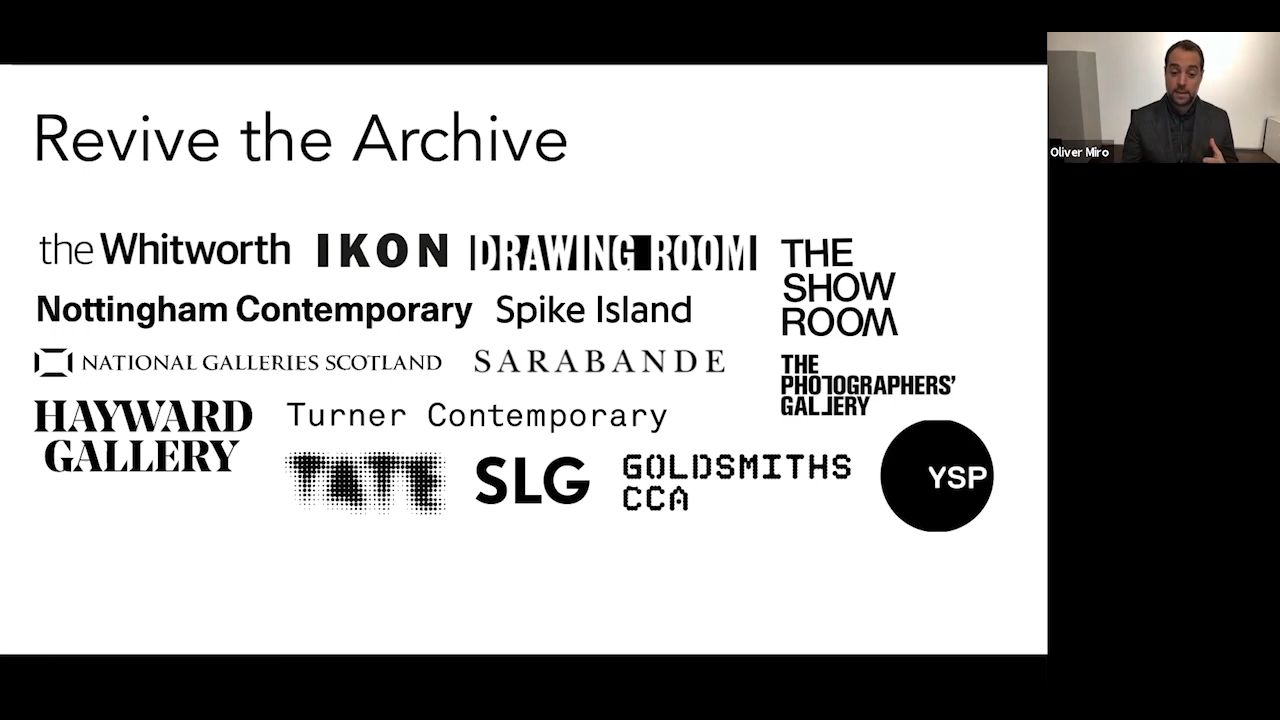 Revive the Archive
the Whitworth
IKON
DRAWING ROOM
THE
SHOW
ROOM
Nottingham Contemporary
Spike Island
NATIONAL GALLERIES SCOTLAND
SARABANDE
THE
PHOTOGRAPHERS'
GALLERY
HAYWARD
GALLERY
Turner Contemporary
TATE
SLG
GOLDSMITHS
CCA
YSP
Oliver Miro